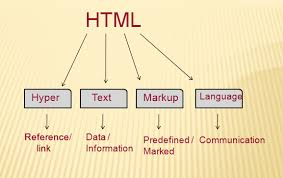 HTML
Hyper Text Markup Language
Reference/ Data / Predefined / Communication
link Information Marked